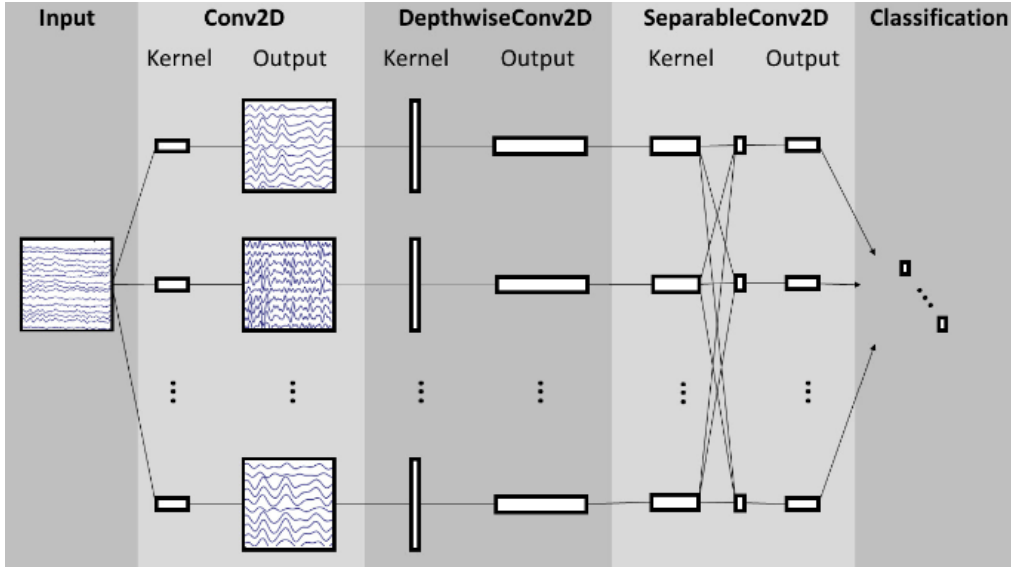 Input Conv2D DepthwiseConv2D SeparableConv2D Classification
Kernel Output Kernel Output Kernel Output